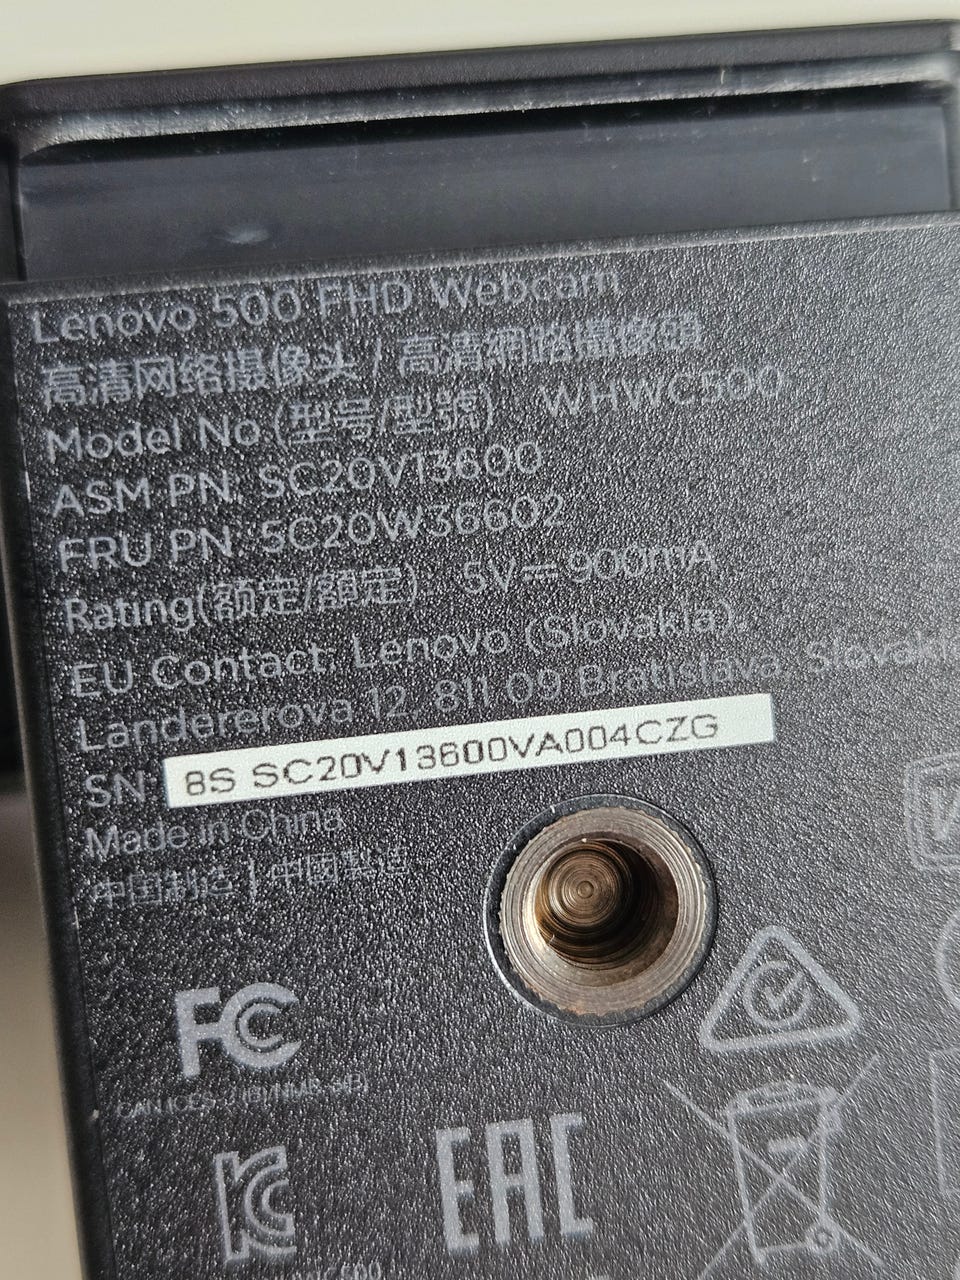 Lenovo 500 FHD Webcam
高清网络摄像头 / 高清網路攝像頭
Model No (型号/型號) WHWC500
ASM PN: SC20V13600
FRU PN: 5C20W36602
Rating(额定/額定) 5V⎓900mA
EU Contact: Lenovo (Slovakia),
Landererova 12, 811 09 Bratislava, Slovaki
SN: 8S SC20V13600VA004CZG
Made in China
中国制造 | 中國製造
FC
KC
EAC